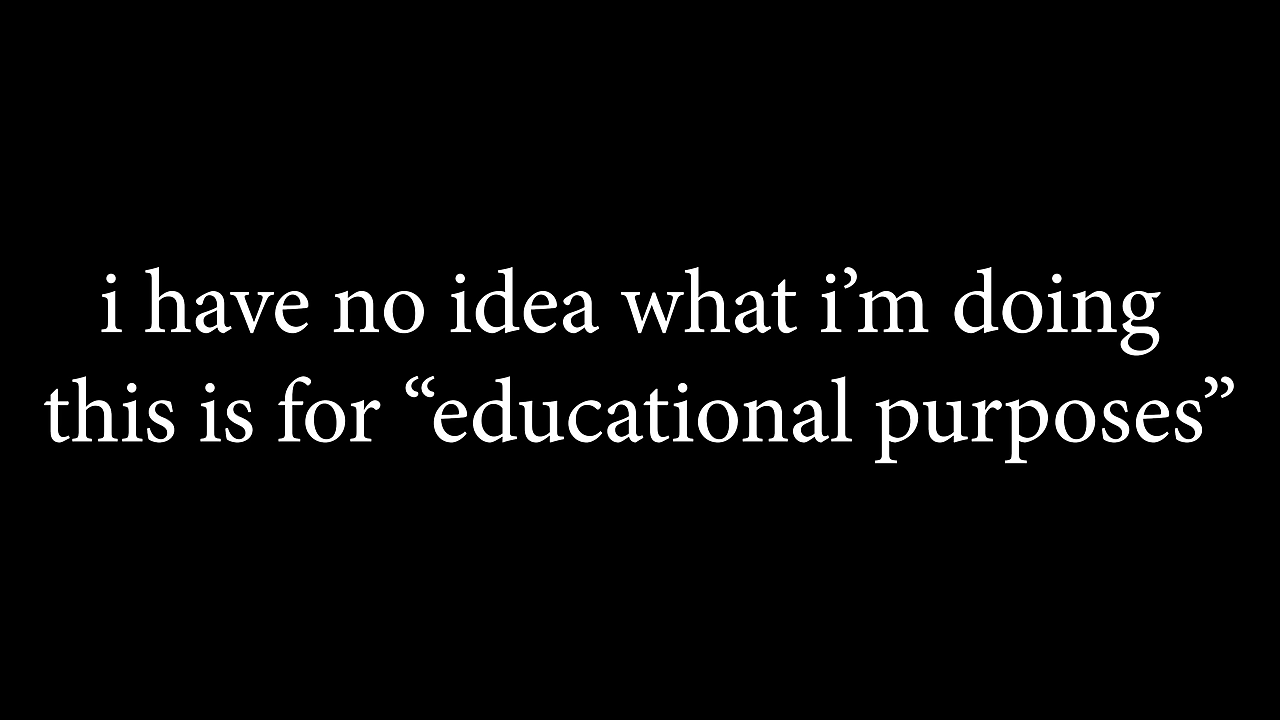 i have no idea what i’m doing
this is for “educational purposes”